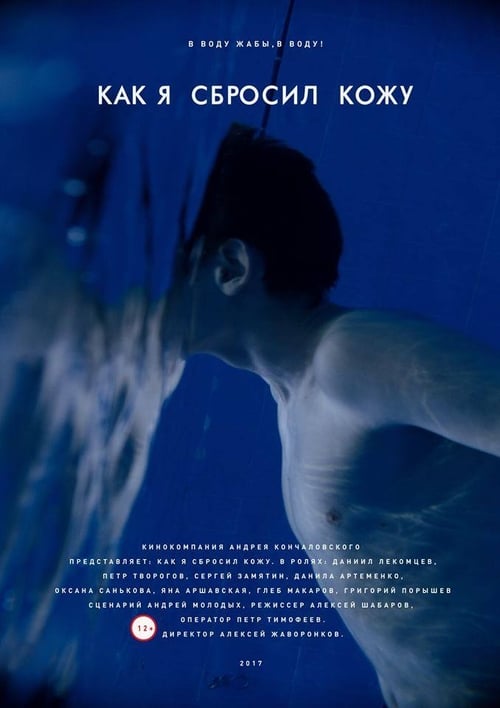 В ВОДУ ЖАБЫ, В ВОДУ!
КАК Я СБРОСИЛ КОЖУ
КИНОКОМПАНИЯ АНДРЕЯ КОНЧАЛОВСКОГО
ПРЕДСТАВЛЯЕТ: КАК Я СБРОСИЛ КОЖУ. В РОЛЯХ: ДАНИИЛ ЛЕКОМЦЕВ,
ПЕТР ТВОРОГОВ, СЕРГЕЙ ЗАМЯТИН, ДАНИЛА АРТЕМЕНКО,
ОКСАНА САНЬКОВА, ЯНА АРШАВСКАЯ, ГЛЕБ МАКАРОВ, ГРИГОРИЙ ПОРЫШЕВ
СЦЕНАРИЙ АНДРЕЙ МОЛОДЫХ, РЕЖИССЕР АЛЕКСЕЙ ШАБАРОВ,
ОПЕРАТОР ПЕТР ТИМОФЕЕВ.
12+ ДИРЕКТОР АЛЕКСЕЙ ЖАВОРОНКОВ.
2017